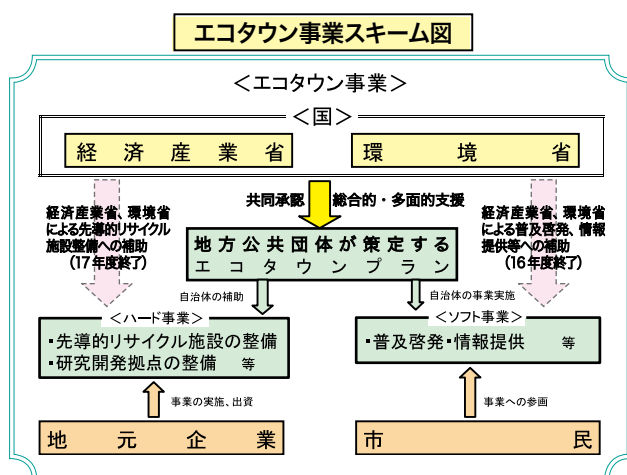 エコタウン事業スキーム図
＜エコタウン事業＞
＜国＞
経済産業省
環境省
共同承認
総合的・多面的支援
経済産業省、環境省
による先導的リサイクル
施設整備への補助
（17年度終了）
経済産業省、環境省
による普及啓発、情報
提供等への補助
（16年度終了）
地方公共団体が策定する
エコタウンプラン
自治体の補助
自治体の事業実施
＜ハード事業＞
・先導的リサイクル施設の整備
・研究開発拠点の整備　等
＜ソフト事業＞
・普及啓発・情報提供　等
事業の実施、出資
事業への参画
地元企業
市民